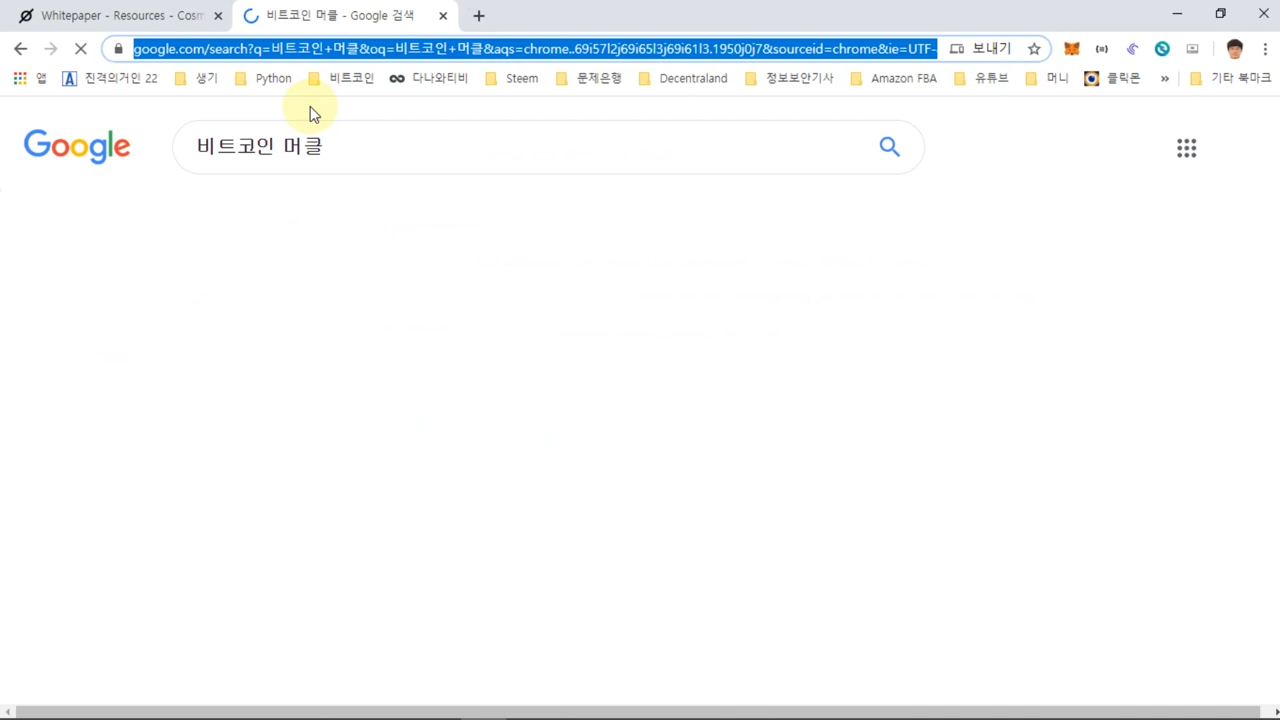 Whitepaper - Resources - Cosm
비트코인 머클 - Google 검색
google.com/search?q=비트코인+머클&oq=비트코인+머클&aqs=chrome..69i57l2j69i65l3j69i61l3.1950j0j7&sourceid=chrome&ie=UTF-
보내기
앱 진격의거인 22 생기 Python 비트코인 다나와티비 Steem 문제은행 Decentraland 정보보안기사 Amazon FBA 유튜브 머니 클릭몬 » 기타 북마크
Google
비트코인 머클